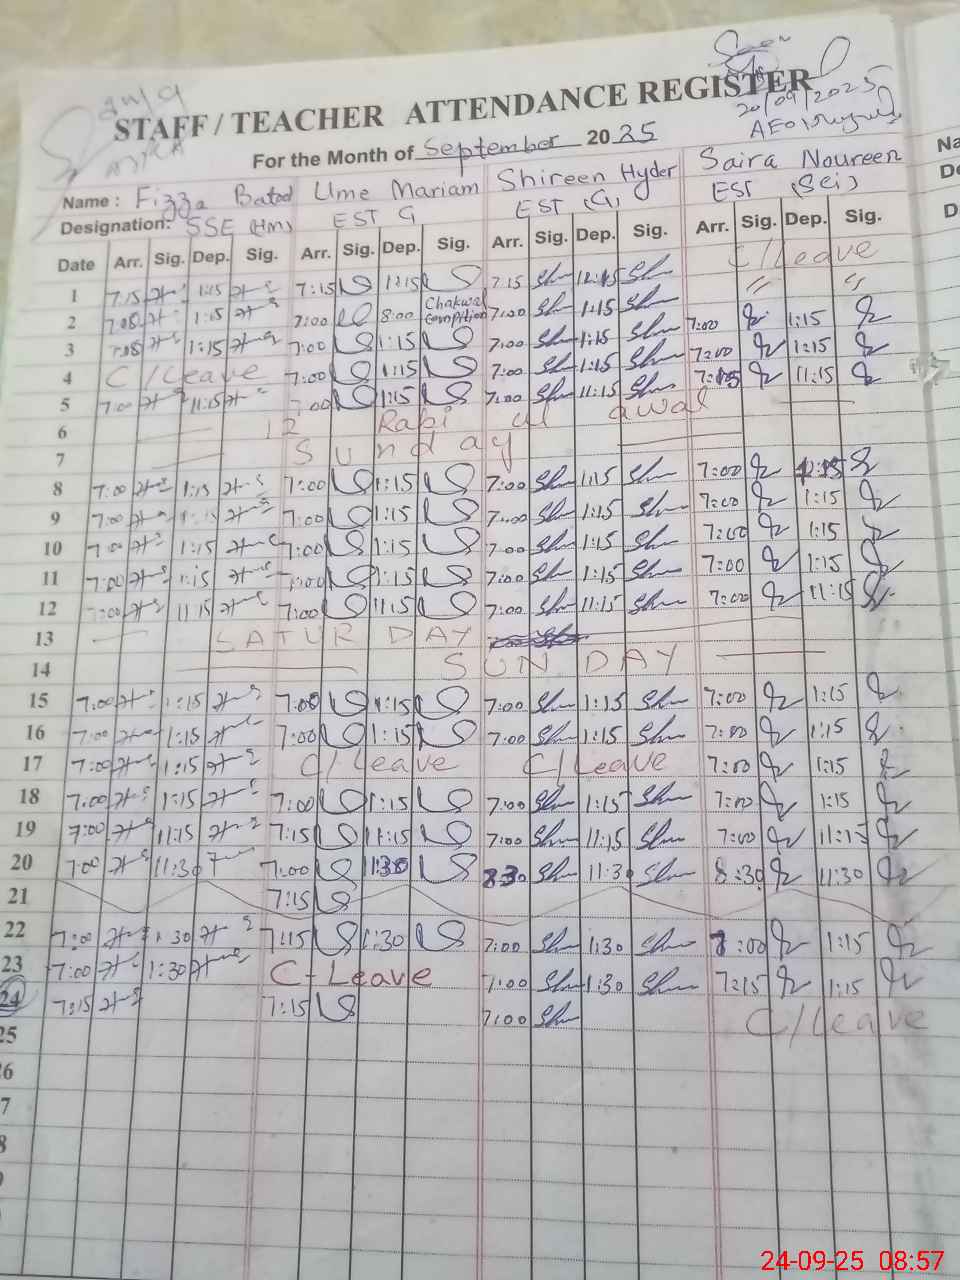 STAFF / TEACHER ATTENDANCE REGISTER
20/09/2025
For the Month of September 2025
Name : Fizza Batool Ume Mariam Shireen Hyder Saira Noureen
Designation: SSE (Hm) EST G EST (G) EST (Sci)
Date Arr. Sig. Dep. Sig. Arr. Sig. Dep. Sig. Arr. Sig. Dep. Sig. Arr. Sig. Dep. Sig.
1 7:15 1:15 7:15 12:15 7:15 12:15 C/Leave
2 7:08 1:15 7:00 8:00 Chakwal 7:00 1:15 " "
3 7:08 1:15 7:00 1:15 7:00 1:15 7:00 1:15
4 C/Leave 7:00 1:15 7:00 1:15 7:00 1:15
5 7:00 11:15 7:00 11:15 7:00 11:15 11:15
6 12 Rabi ul awal
7 Sunday
8 7:00 1:15 7:00 1:15 7:00 1:15 7:00
9 7:00 1:15 7:00 1:15 7:00 1:15 7:00 1:15
10 7:00 1:15 7:00 1:15 7:00 1:15 7:00 1:15
11 7:00 1:15 7:00 1:15 7:00 1:15 7:00 1:15
12 7:00 11:15 7:00 11:15 7:00 11:15 7:00 11:15
13 SATURDAY
14 SUNDAY
15 7:00 1:15 7:00 1:15 7:00 1:15 7:00 1:15
16 7:00 1:15 7:00 1:15 7:00 1:15 7:00 1:15
17 7:00 1:15 C/Leave C/Leave 7:00 1:15
18 7:00 1:15 7:00 1:15 7:00 1:15 7:00 1:15
19 7:00 11:15 7:15 11:15 7:00 11:15 7:00 11:15
20 7:00 11:30 7:00 11:30 8:30 11:30 8:30 11:30
21 7:15
22 7:00 1:30 7:15 1:30 7:00 1:30 7:00 1:15
23 7:00 1:30 C-Leave 7:00 1:30 7:15 1:15
24 7:15 7:15 7:00 C/Leave
25
24-09-25 08:57